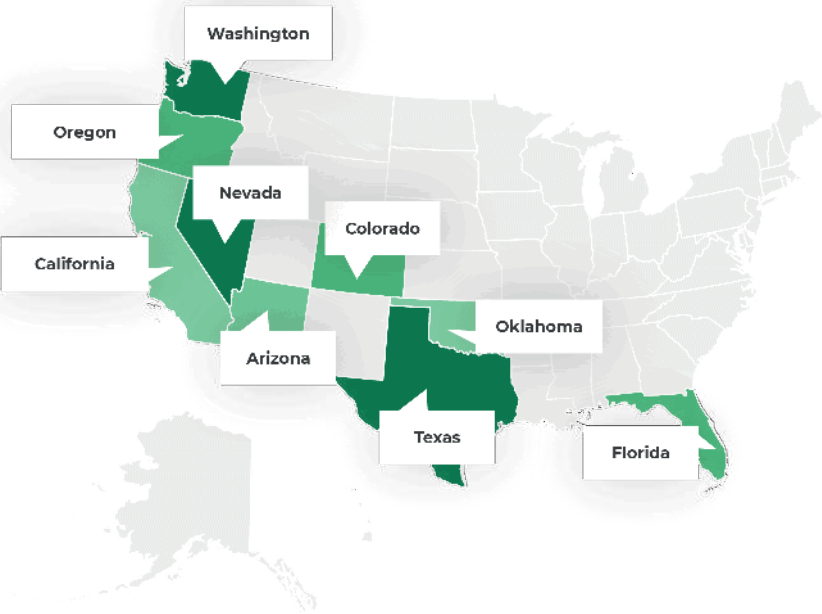 Washington
Oregon
Nevada
Colorado
California
Oklahoma
Arizona
Texas
Florida